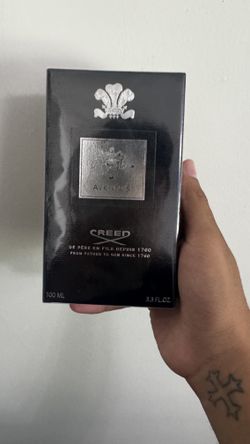 CREED
DE PÈRE EN FILS DEPUIS 1760
FROM FATHER TO SON SINCE 1760
100 ML
3.3 FL.OZ.